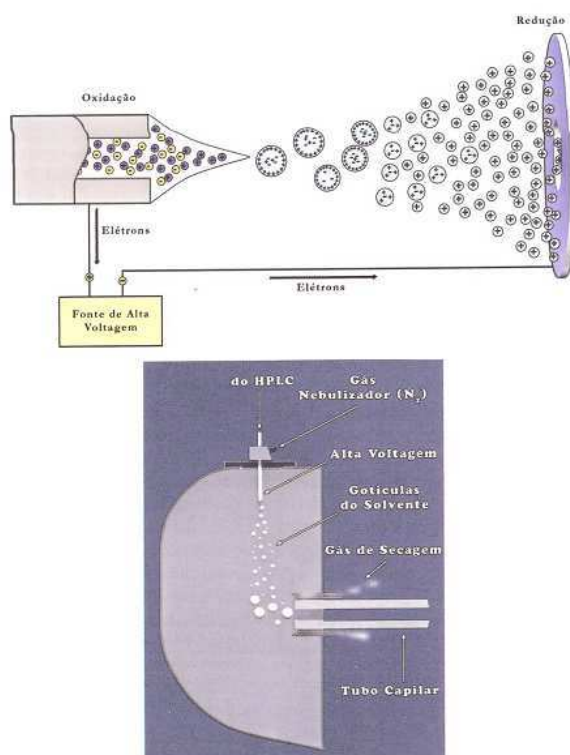 Redução
Oxidação
+
-
Elétrons
+
-
Elétrons
Fonte de Alta
Voltagem
do HPLC
Gás
Nebulizador (N2)
Alta Voltagem
Gotículas
do Solvente
Gás de Secagem
Tubo Capilar